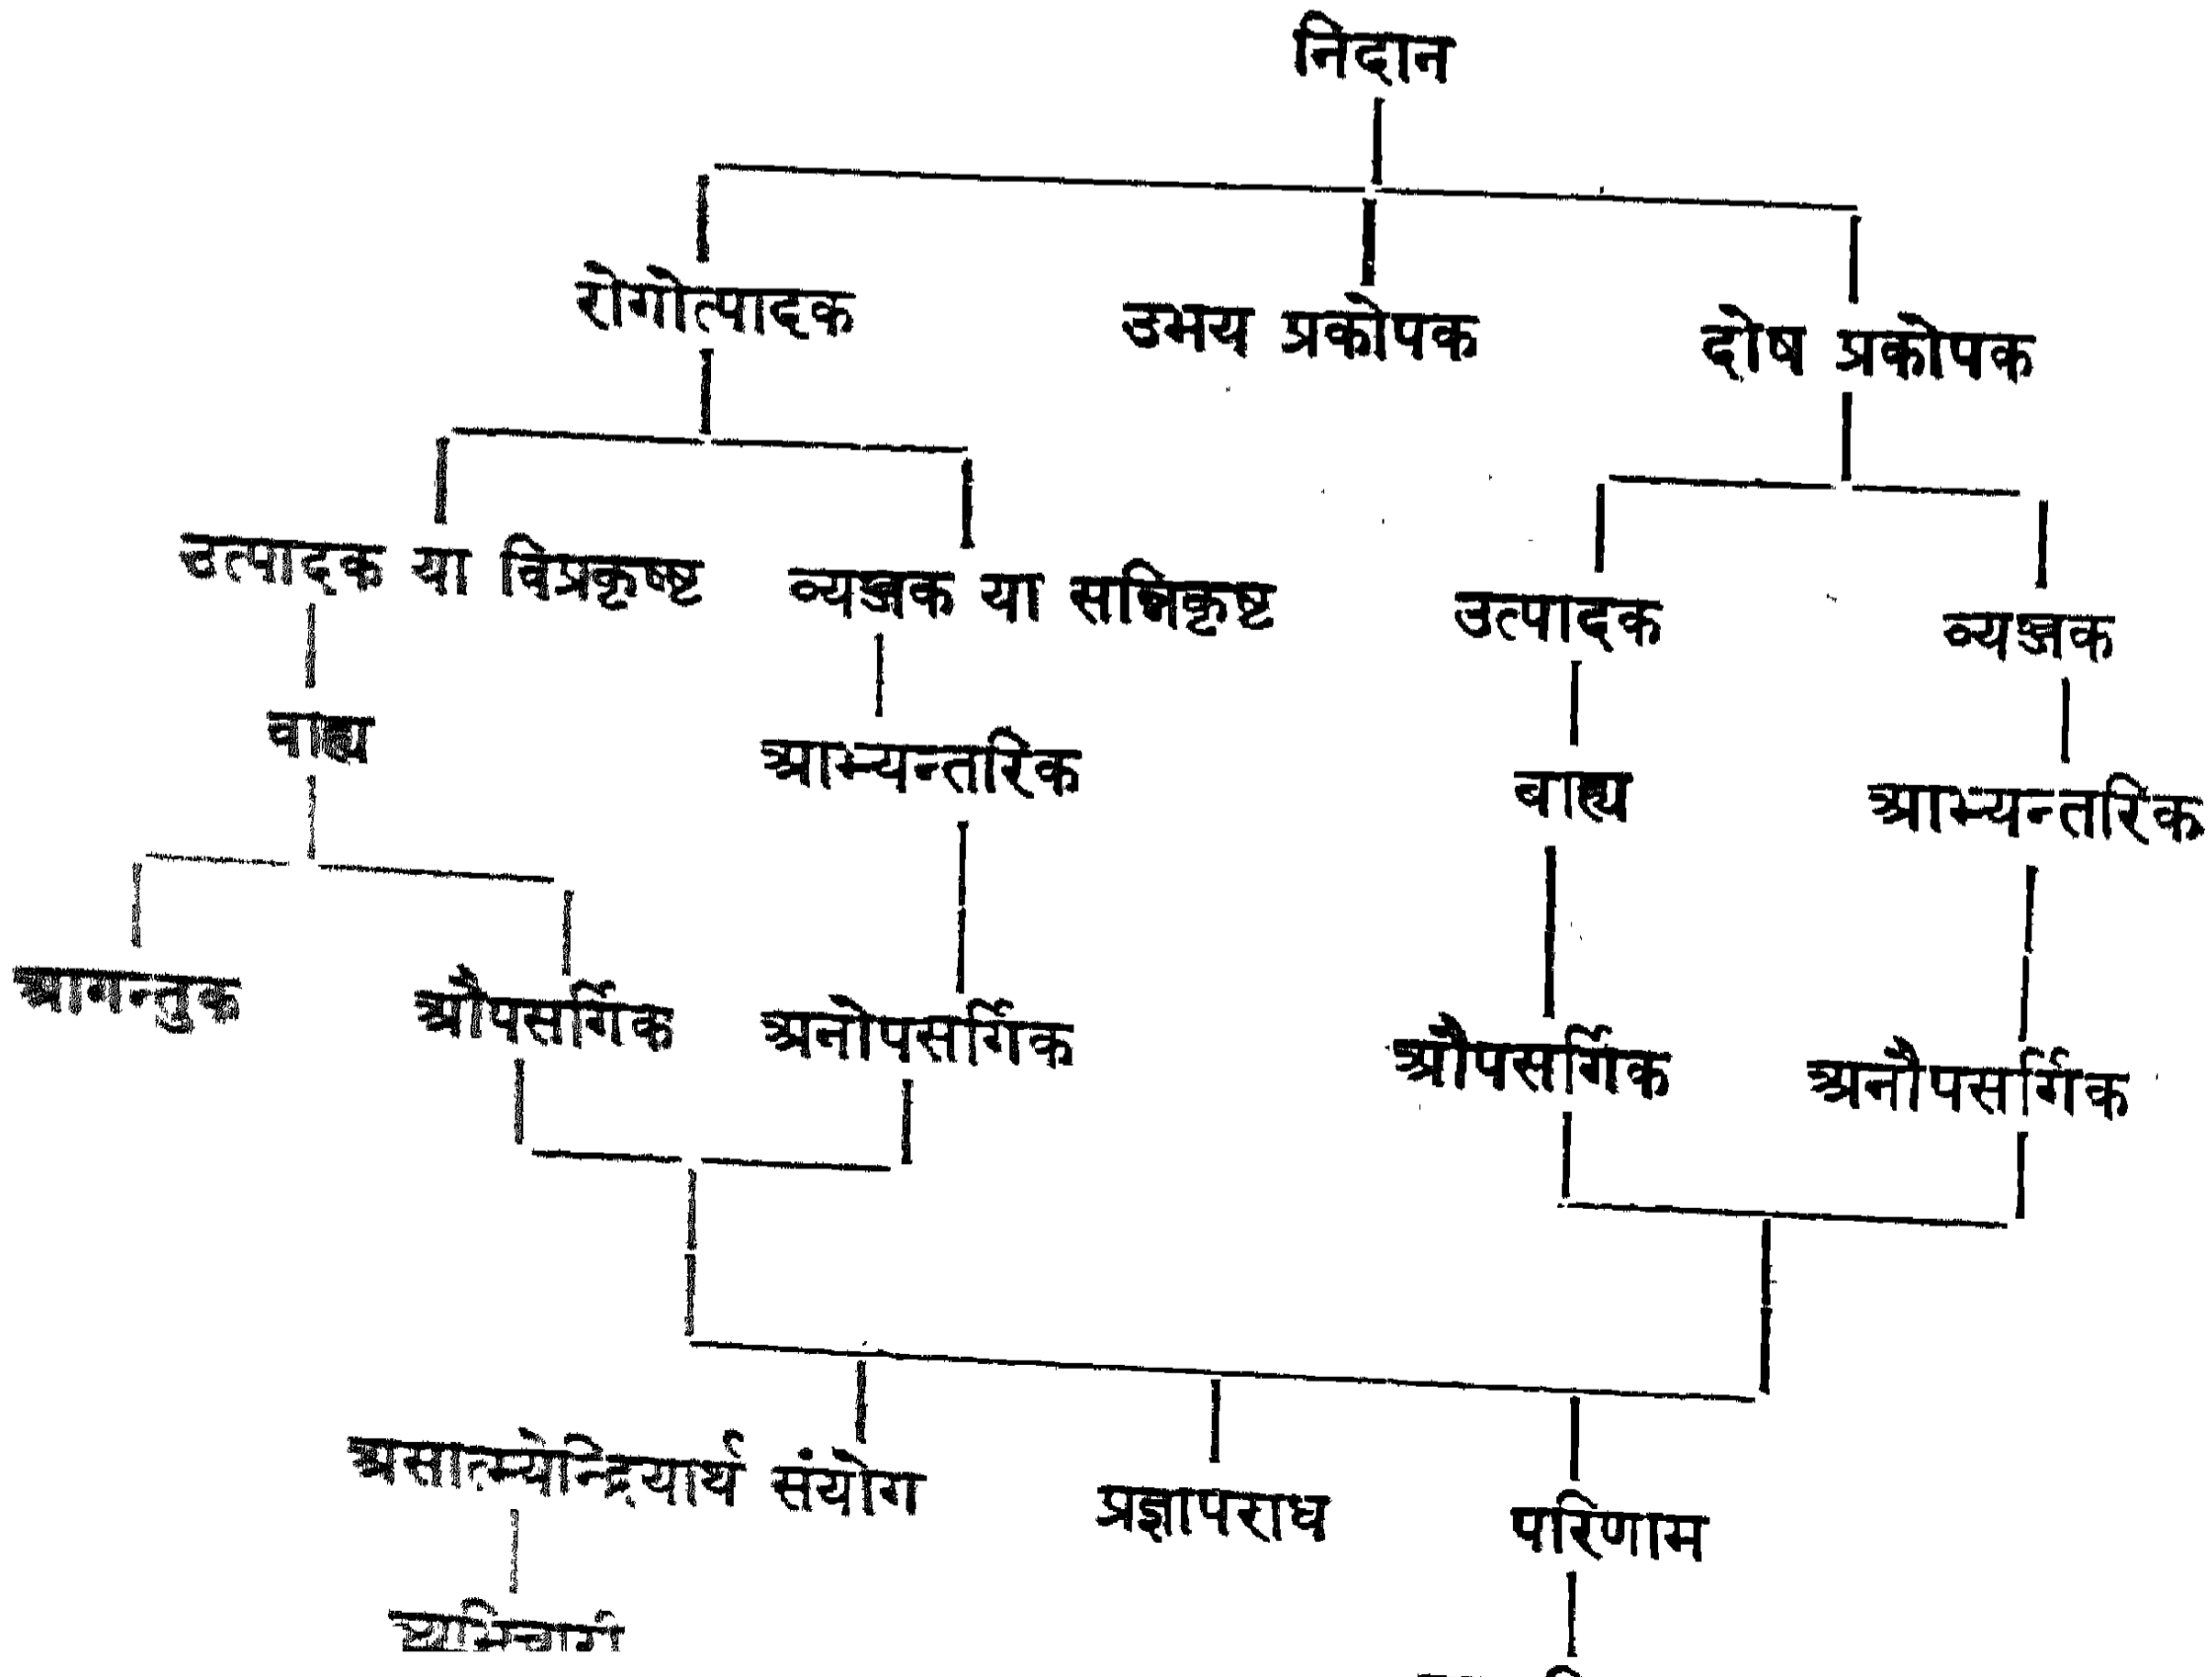 निदान
रोगोत्पादक उभय प्रकोपक दोष प्रकोपक
उत्पादक या विप्रकृष्ष्ट व्यञ्जक या सन्निकृष्ट उत्पादक व्यञ्जक
वाह्य आभ्यन्तरिक बाह्य आभ्यन्तरिक
आगन्तुक औपसर्गिक अनोपसर्गिक औपसर्गिक अनौपसर्गिक
असात्म्येन्द्रियार्थ संयोग प्रज्ञापराध परिणाम